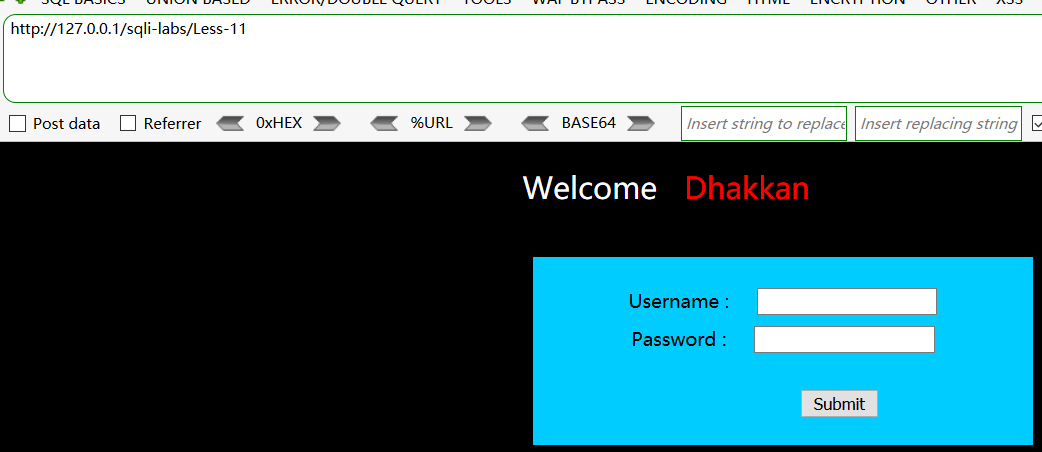 SQL BASICS UNION BASED ERROR/DOUBLE QUERY TOOLS WAF BYPASS ENCODING HTML ENCRYPTION OTHER XSS
http://127.0.0.1/sqli-labs/Less-11
Post data Referrer 0xHEX %URL BASE64 Insert string to replace Insert replacing string
Welcome Dhakkan
Username :
Password :
Submit